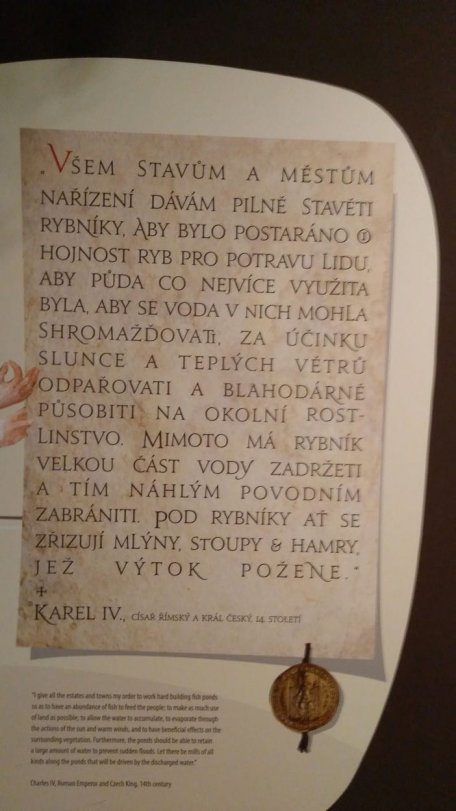 „Všem stavům a městům
nařízení dávám pilně stavěti
rybníky, aby bylo postaráno o
hojnost ryb pro potravu lidu,
aby půda co nejvíce využita
byla, aby se voda v nich mohla
shromažďovati, za účinku
slunce a teplých větrů
odpařovati a blahodárně
působiti na okolní rost-
linstvo. Mimoto má rybník
velkou část vody zadržeti
a tím náhlým povodním
zabrániti. Pod rybníky ať se
zřizují mlýny, stoupy & hamry,
jež výtok požene.“
Karel IV., císař římský a král český, 14. století
"I give all the estates and towns my order to work hard building fish ponds
so as to have an abundance of fish to feed the people; to make as much use
of land as possible; to allow the water to accumulate, to evaporate through
the actions of the sun and warm winds, and to have beneficial effects on the
surrounding vegetation. Furthermore, the ponds should be able to retain
a large amount of water to prevent sudden floods. Let there be mills of all
kinds along the ponds that will be driven by the discharged water."
Charles IV, Roman Emperor and Czech King, 14th century